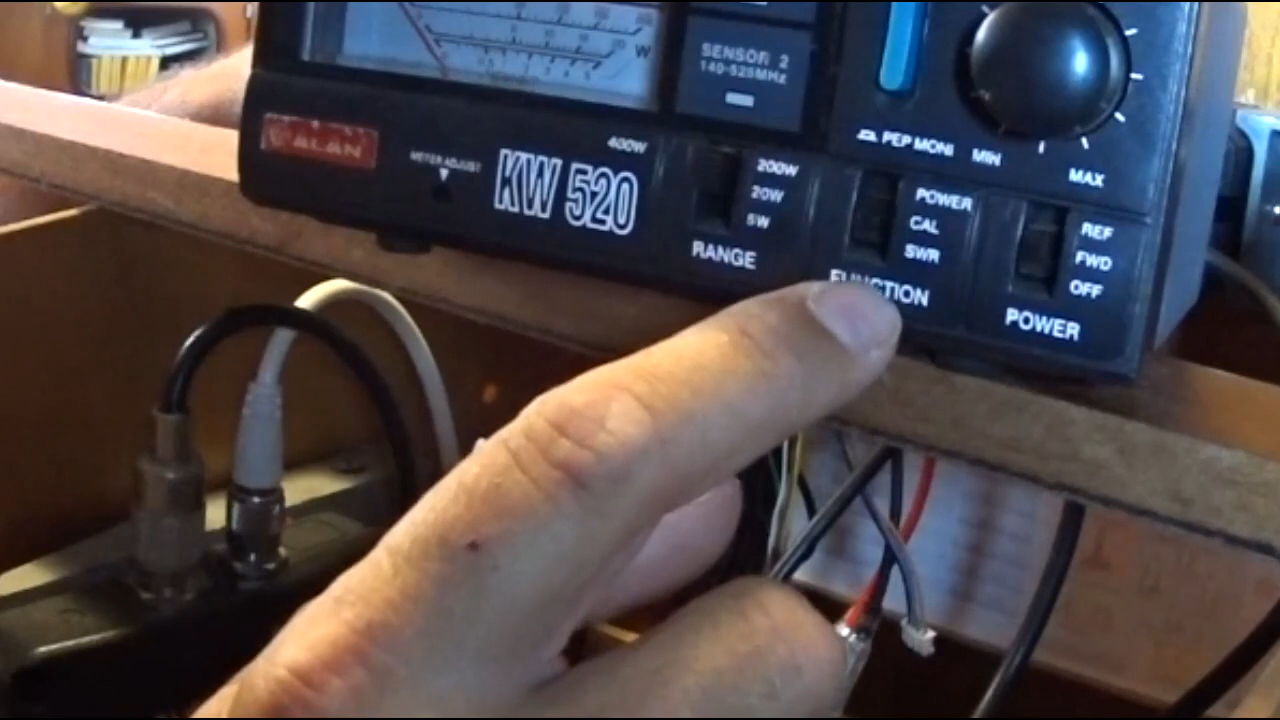 W
SENSOR 2
140-525MHz
PEP MONI
MIN
MAX
ALAN
METER ADJUST
KW 520
400W
200W
20W
5W
RANGE
POWER
CAL
SWR
FUNCTION
REF
FWD
OFF
POWER